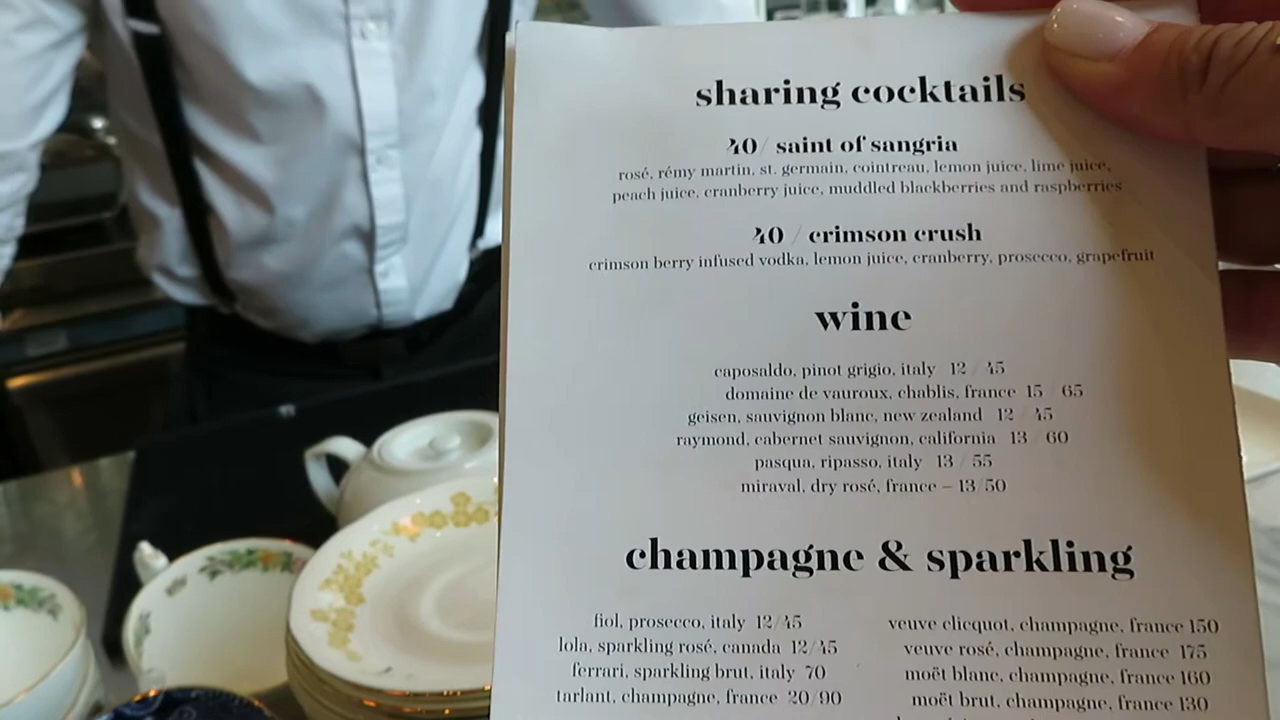 sharing cocktails
40 / saint of sangria
rosé, rémy martin, st. germain, cointreau, lemon juice, lime juice,
peach juice, cranberry juice, muddled blackberries and raspberries
40 / crimson crush
crimson berry infused vodka, lemon juice, cranberry, prosecco, grapefruit
wine
caposaldo, pinot grigio, italy 12 / 45
domaine de vauroux, chablis, france 15 / 65
geisen, sauvignon blanc, new zealand 12 / 45
raymond, cabernet sauvignon, california 13 / 60
pasqua, ripasso, italy 13 / 55
miraval, dry rosé, france – 13/50
champagne & sparkling
fiol, prosecco, italy 12/45
lola, sparkling rosé, canada 12/45
ferrari, sparkling brut, italy 70
tarlant, champagne, france 20/90
veuve clicquot, champagne, france 150
veuve rosé, champagne, france 175
moët blanc, champagne, france 160
moët brut, champagne, france 130